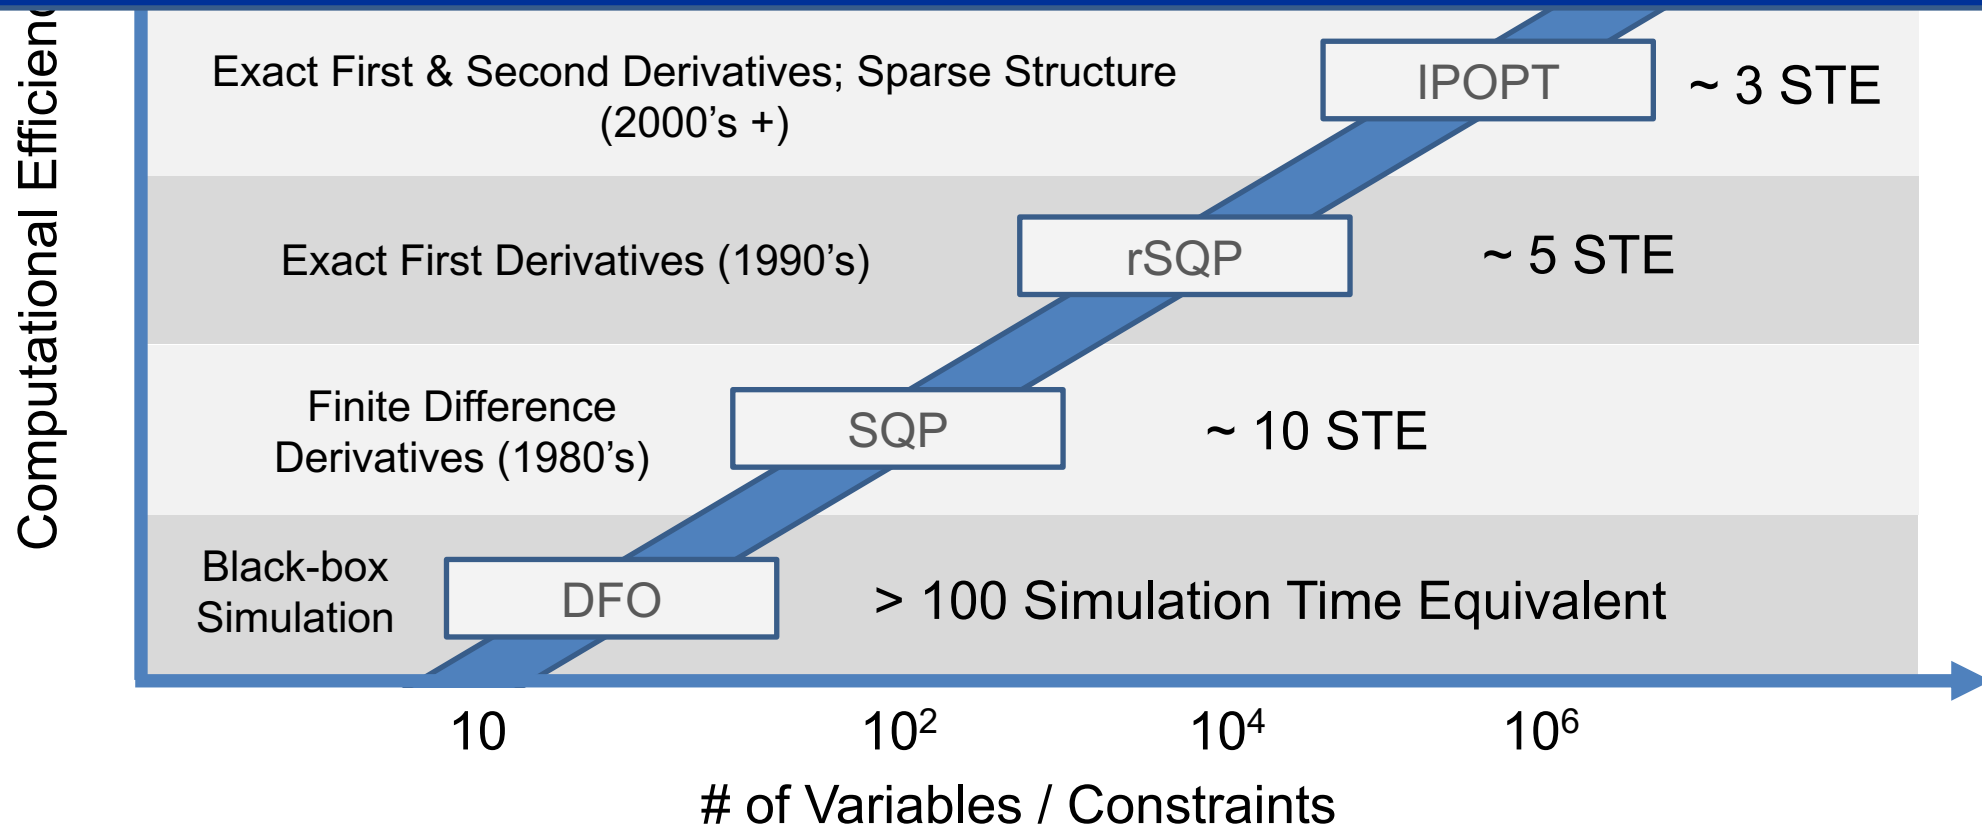 Exact First & Second Derivatives; Sparse Structure
(2000’s +)
IPOPT
~ 3 STE
Exact First Derivatives (1990’s)
rSQP
~ 5 STE
Finite Difference
Derivatives (1980’s)
SQP
~ 10 STE
Black-box
Simulation
DFO
> 100 Simulation Time Equivalent
10
10²
10⁴
10⁶
# of Variables / Constraints
Computational